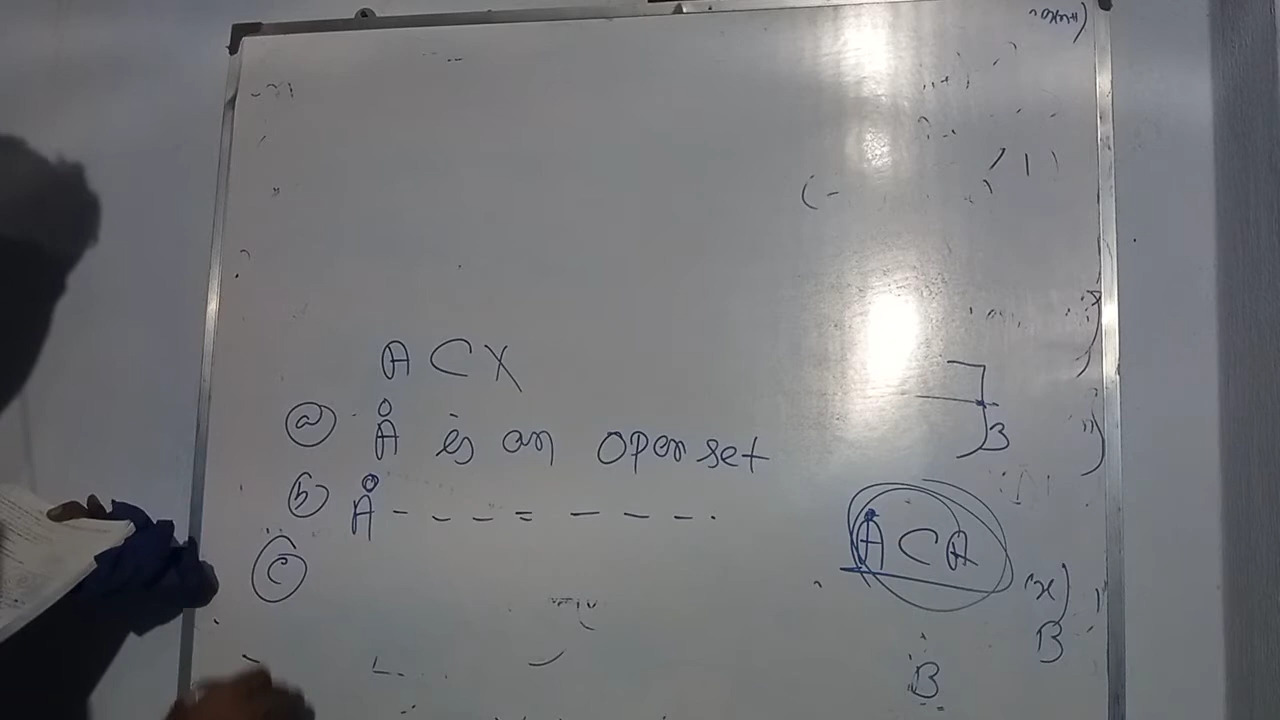 A ⊂ X
(a) Å is an open set
(b) Å - - - = - - - - .
(c)
B
Å ⊂ A
(x)
B
B